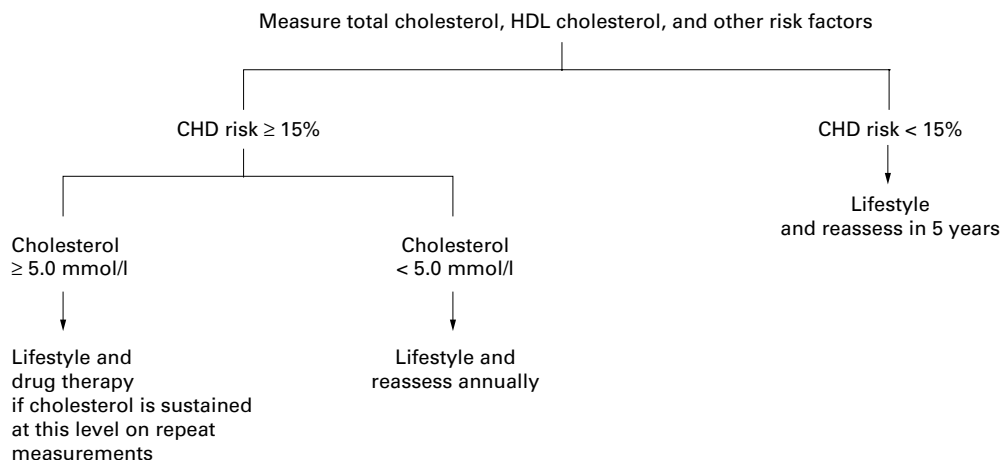 Measure total cholesterol, HDL cholesterol, and other risk factors
CHD risk ≥ 15%
CHD risk < 15%
Lifestyle
and reassess in 5 years
Cholesterol
≥ 5.0 mmol/l
Cholesterol
< 5.0 mmol/l
Lifestyle and
drug therapy
if cholesterol is sustained
at this level on repeat
measurements
Lifestyle and
reassess annually